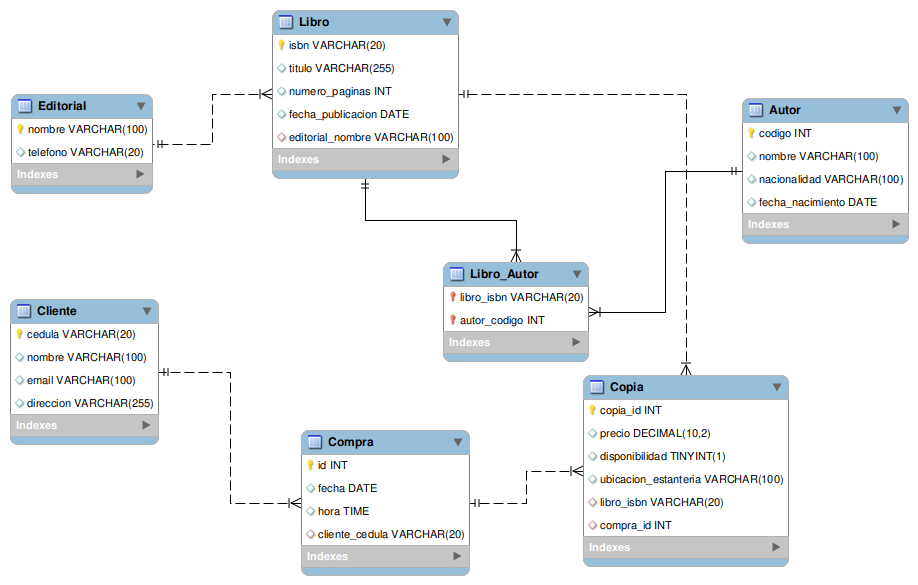 Libro
isbn VARCHAR(20)
titulo VARCHAR(255)
numero_paginas INT
fecha_publicacion DATE
editorial_nombre VARCHAR(100)
Indexes
Editorial
nombre VARCHAR(100)
telefono VARCHAR(20)
Indexes
Autor
codigo INT
nombre VARCHAR(100)
nacionalidad VARCHAR(100)
fecha_nacimiento DATE
Indexes
Libro_Autor
libro_isbn VARCHAR(20)
autor_codigo INT
Indexes
Cliente
cedula VARCHAR(20)
nombre VARCHAR(100)
email VARCHAR(100)
direccion VARCHAR(255)
Indexes
Compra
id INT
fecha DATE
hora TIME
cliente_cedula VARCHAR(20)
Indexes
Copia
copia_id INT
precio DECIMAL(10,2)
disponibilidad TINYINT(1)
ubicacion_estanteria VARCHAR(100)
libro_isbn VARCHAR(20)
compra_id INT
Indexes